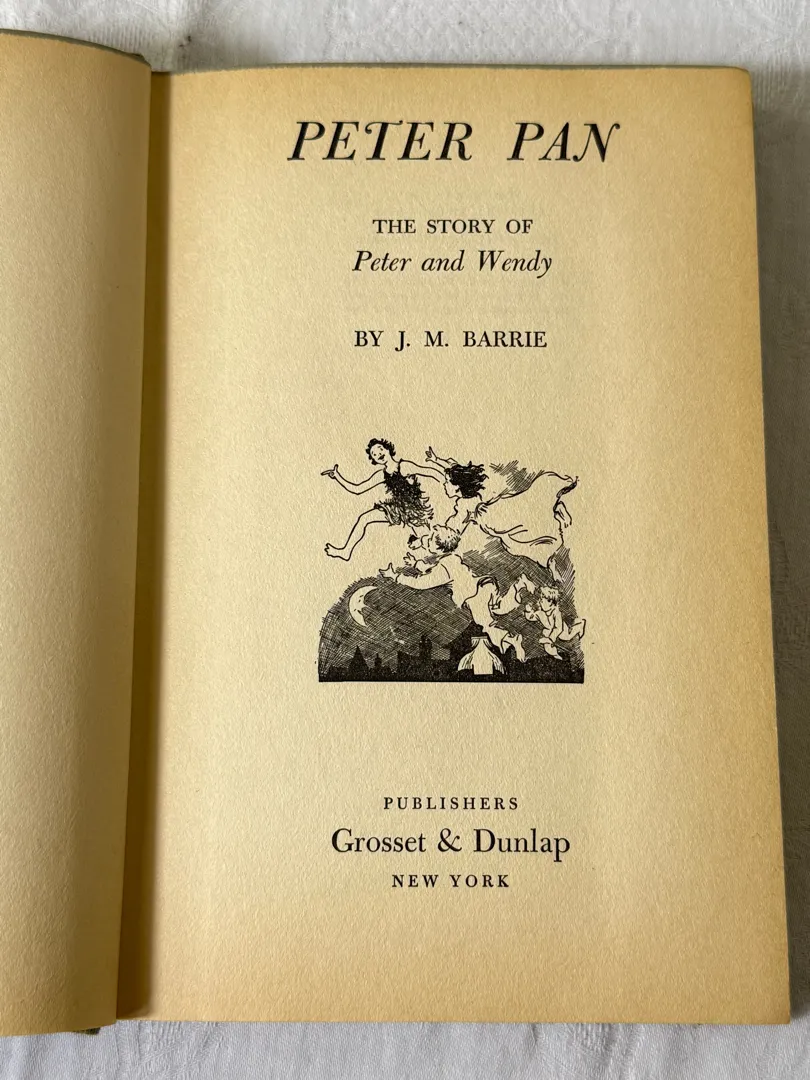 PETER PAN
THE STORY OF
Peter and Wendy
BY J. M. BARRIE
PUBLISHERS
Grosset & Dunlap
NEW YORK